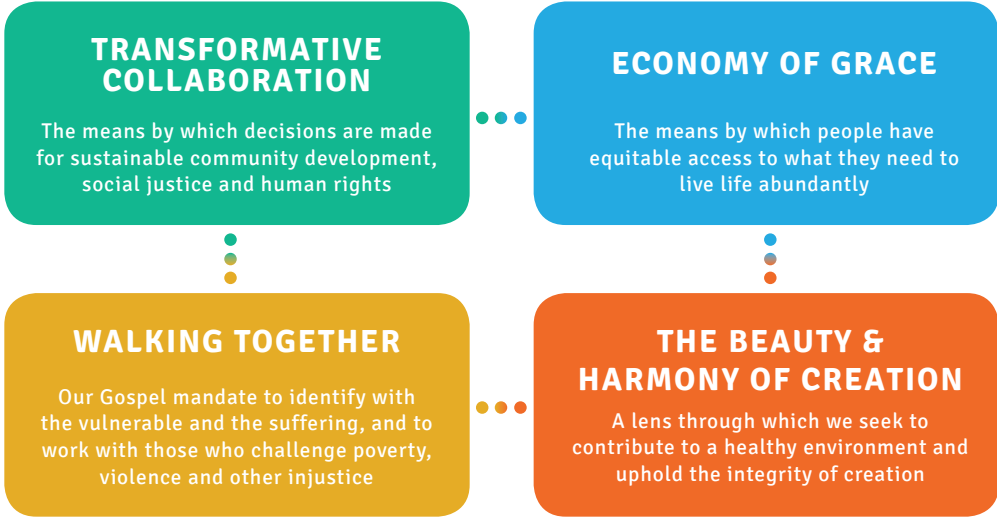 TRANSFORMATIVE
COLLABORATION
The means by which decisions are made
for sustainable community development,
social justice and human rights
ECONOMY OF GRACE
The means by which people have
equitable access to what they need to
live life abundantly
WALKING TOGETHER
Our Gospel mandate to identify with
the vulnerable and the suffering, and to
work with those who challenge poverty,
violence and other injustice
THE BEAUTY &
HARMONY OF CREATION
A lens through which we seek to
contribute to a healthy environment and
uphold the integrity of creation